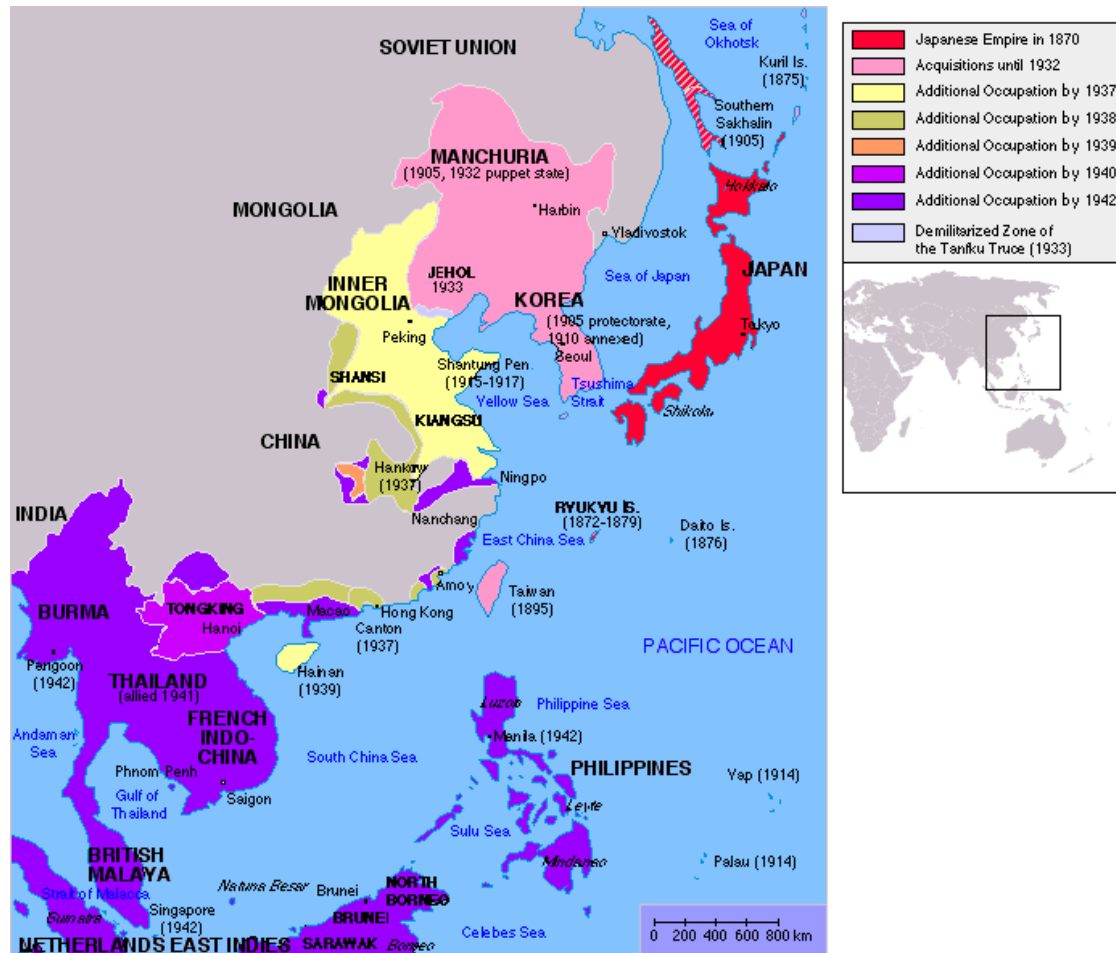 SOVIET UNION
Sea of
Okhotsk
Kuril Is.
(1875)
Southern
Sakhalin
(1905)
MANCHURIA
(1905, 1932 puppet state)
Harbin
Hokkato
MONGOLIA
Vladivostok
Sea of Japan
JAPAN
JEHOL
1933
INNER
MONGOLIA
KOREA
(1905 protectorate,
1910 annexed)
Seoul
Tokyo
Peking
SHANSI
Shantung Pen.
(1915-1917)
Tsushima
Strait
Yellow Sea
Shikoku
KIANGSU
CHINA
Hankow
(1937)
Ningpo
Nanchang
INDIA
RYUKYU IS.
(1872-1879)
Daito Is.
(1876)
East China Sea
Amoy
Taiwan
(1895)
BURMA
TONGKING
Hanoi
Macao
Hong Kong
Canton
(1937)
PACIFIC OCEAN
Pangoon
(1942)
Hainan
(1939)
THAILAND
(allied 1941)
Luzon
Philippine Sea
FRENCH
INDO-
CHINA
Andaman
Sea
Manila (1942)
South China Sea
PHILIPPINES
Phnom Penh
Yap (1914)
Gulf of
Thailand
Saigon
Leyte
Sulu Sea
BRITISH
MALAYA
Mindanao
Palau (1914)
Strait of Malacca
Natuna Besar
Brunei
NORTH
BORNEO
Sumatra
Singapore
(1942)
BRUNEI
NETHERLANDS EAST INDIES
SARAWAK
Borneo
Celebes Sea
0 200 400 600 800 km
Japanese Empire in 1870
Acquisitions until 1932
Additional Occupation by 1937
Additional Occupation by 1938
Additional Occupation by 1939
Additional Occupation by 1940
Additional Occupation by 1942
Demilitarized Zone of
the Tanfku Truce (1933)